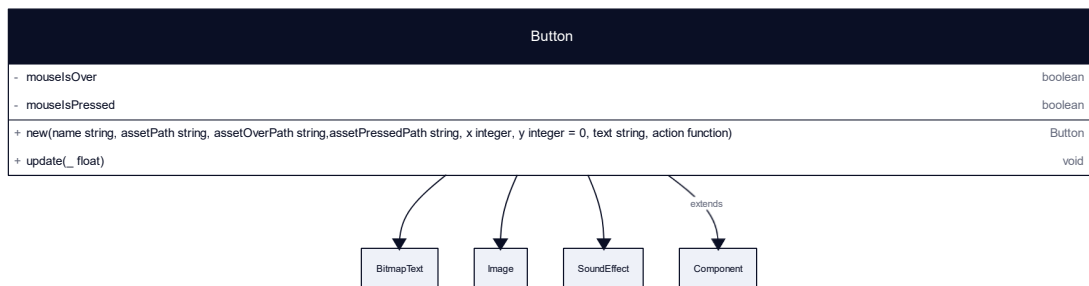 Button
- mouseIsOver boolean
- mouseIsPressed boolean
+ new(name string, assetPath string, assetOverPath string,assetPressedPath string, x integer, y integer = 0, text string, action function) Button
+ update(_ float) void
extends
BitmapText Image SoundEffect Component